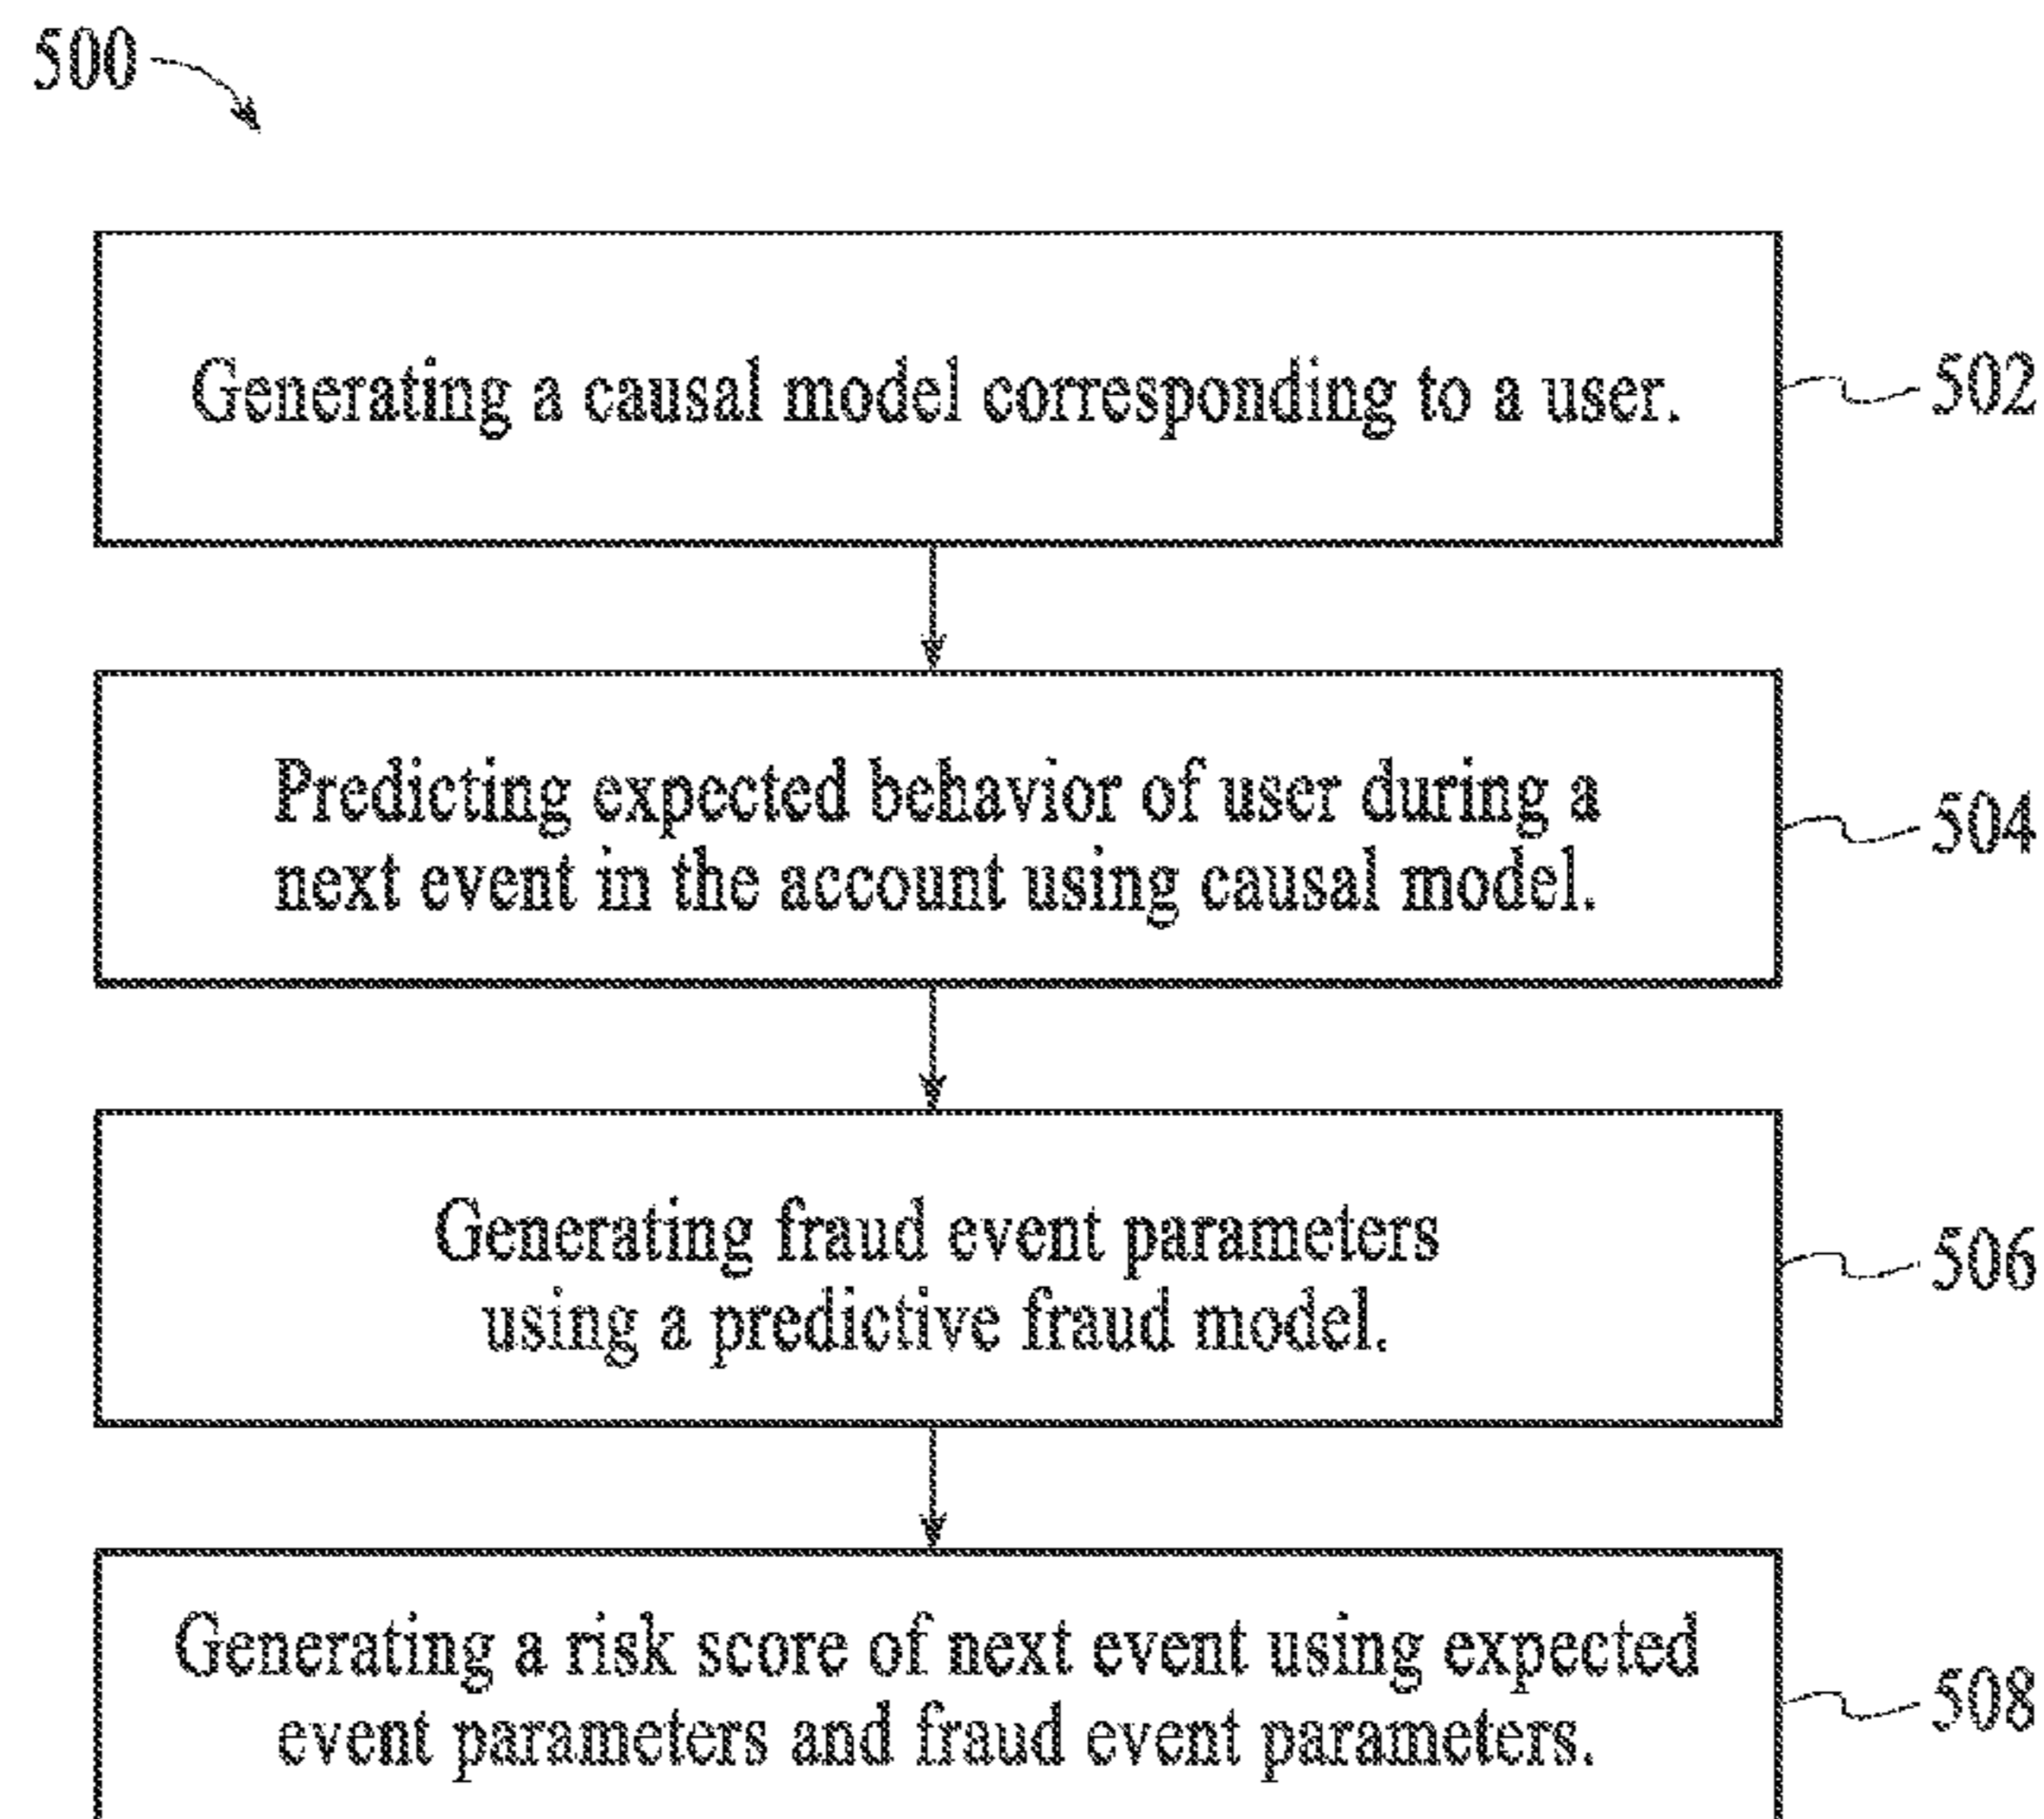 500
Generating a causal model corresponding to a user.
502
Predicting expected behavior of user during a
next event in the account using causal model.
504
Generating fraud event parameters
using a predictive fraud model.
506
Generating a risk score of next event using expected
event parameters and fraud event parameters.
508